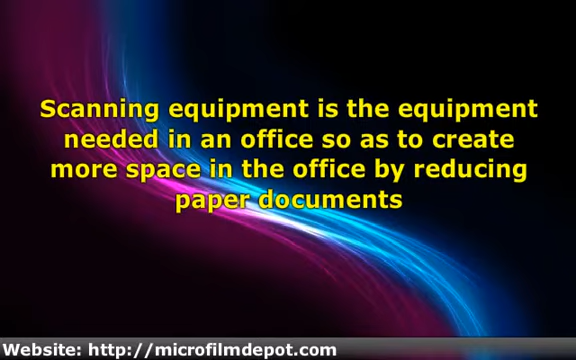 Scanning equipment is the equipment
needed in an office so as to create
more space in the office by reducing
paper documents
Website: http://microfilmdepot.com